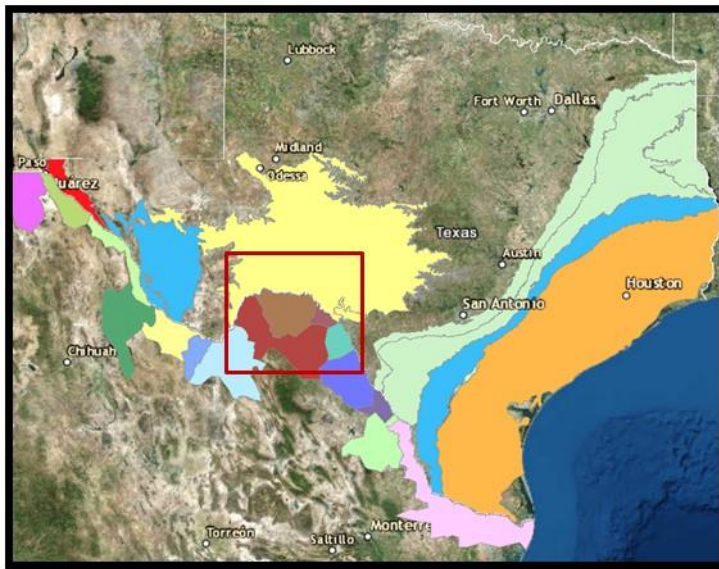 Lubbock
Fort Worth
Dallas
Midland
Odessa
Paso
Juárez
Texas
Austin
San Antonio
Houston
Chihuah
Torreón
Monterre
Saltillo